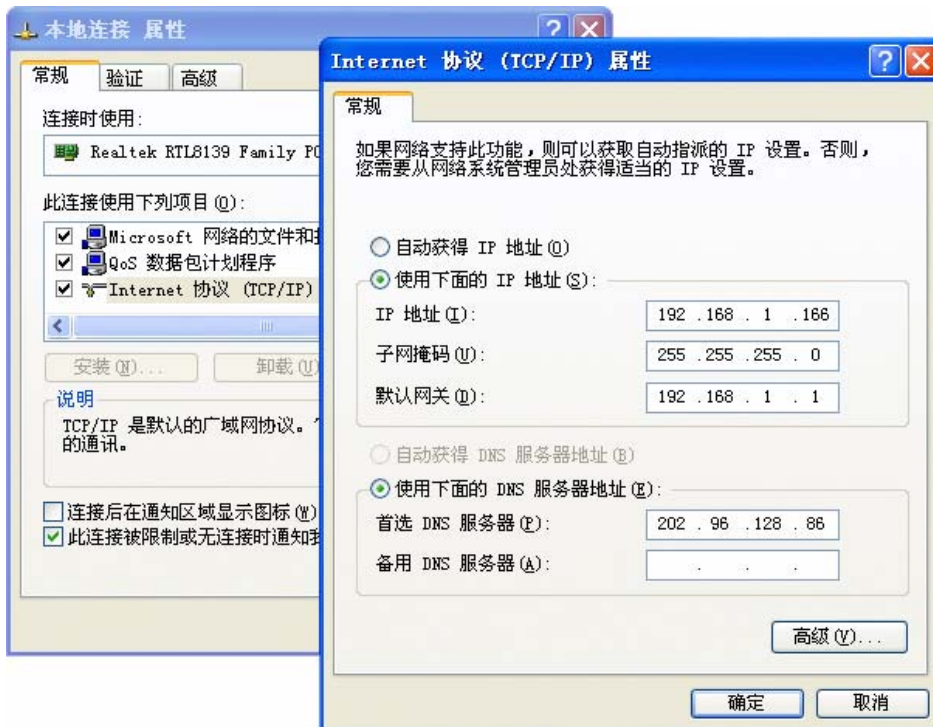 本地连接 属性
常规 验证 高级
连接时使用:
Realtek RTL8139 Family
此连接使用下列项目(O):
Microsoft 网络的文件和
QoS 数据包计划程序
Internet 协议 (TCP/IP)
安装(N)... 卸载(U)
说明
TCP/IP 是默认的广域网协议。
的通讯。
连接后在通知区域显示图标(W)
此连接被限制或无连接时通知我
Internet 协议 (TCP/IP) 属性
常规
如果网络支持此功能,则可以获取自动指派的 IP 设置。否则,
您需要从网络系统管理员处获得适当的 IP 设置。
自动获得 IP 地址(O)
使用下面的 IP 地址(S):
IP 地址(I): 192 .168 . 1 .166
子网掩码(U): 255 .255 .255 . 0
默认网关(D): 192 .168 . 1 . 1
自动获得 DNS 服务器地址(B)
使用下面的 DNS 服务器地址(E):
首选 DNS 服务器(P): 202 . 96 .128 . 86
备用 DNS 服务器(A): . . .
高级(V)...
确定 取消